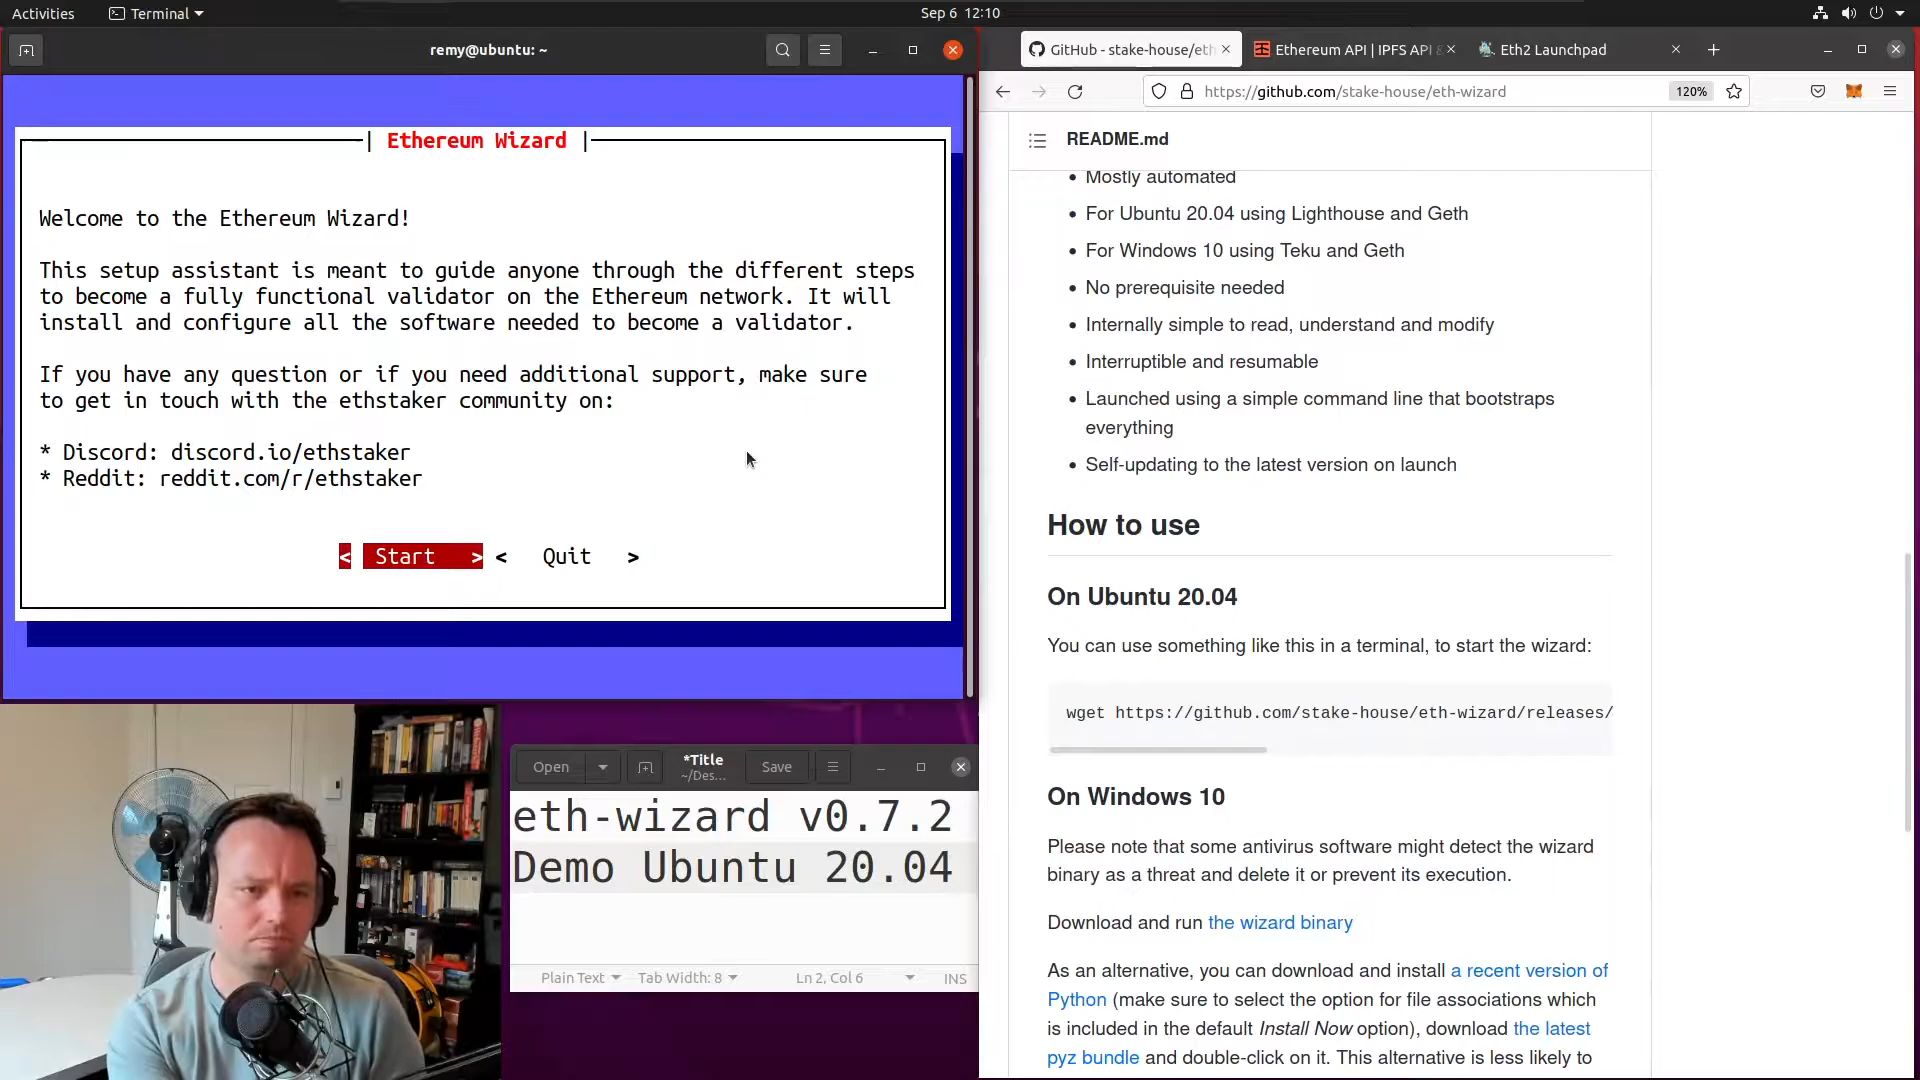 Activities
Terminal
Sep 6 12:10
remy@ubuntu: ~
Ethereum Wizard
Welcome to the Ethereum Wizard!
This setup assistant is meant to guide anyone through the different steps
to become a fully functional validator on the Ethereum network. It will
install and configure all the software needed to become a validator.
If you have any question or if you need additional support, make sure
to get in touch with the ethstaker community on:
* Discord: discord.io/ethstaker
* Reddit: reddit.com/r/ethstaker
< Start > < Quit >
GitHub - stake-house/eth
Ethereum API | IPFS API &
Eth2 Launchpad
https://github.com/stake-house/eth-wizard
120%
README.md
• Mostly automated
• For Ubuntu 20.04 using Lighthouse and Geth
• For Windows 10 using Teku and Geth
• No prerequisite needed
• Internally simple to read, understand and modify
• Interruptible and resumable
• Launched using a simple command line that bootstraps
everything
• Self-updating to the latest version on launch
How to use
On Ubuntu 20.04
You can use something like this in a terminal, to start the wizard:
wget https://github.com/stake-house/eth-wizard/releases/
On Windows 10
Please note that some antivirus software might detect the wizard
binary as a threat and delete it or prevent its execution.
Download and run the wizard binary
As an alternative, you can download and install a recent version of
Python (make sure to select the option for file associations which
is included in the default Install Now option), download the latest
pyz bundle and double-click on it. This alternative is less likely to
Open
*Title
~/Des...
Save
eth-wizard v0.7.2
Demo Ubuntu 20.04
Plain Text
Tab Width: 8
Ln 2, Col 6
INS